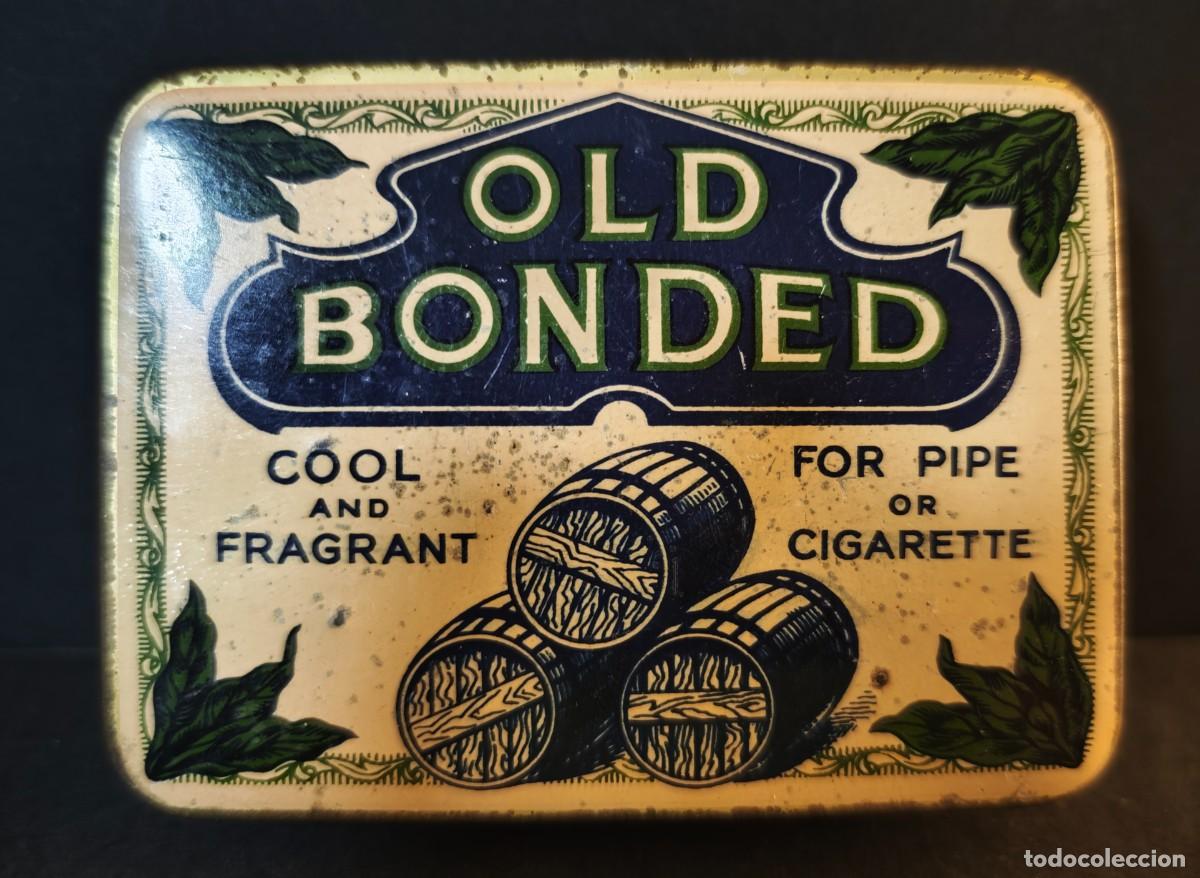 OLD
BONDED
COOL
AND
FRAGRANT
FOR PIPE
OR
CIGARETTE
todocoleccion